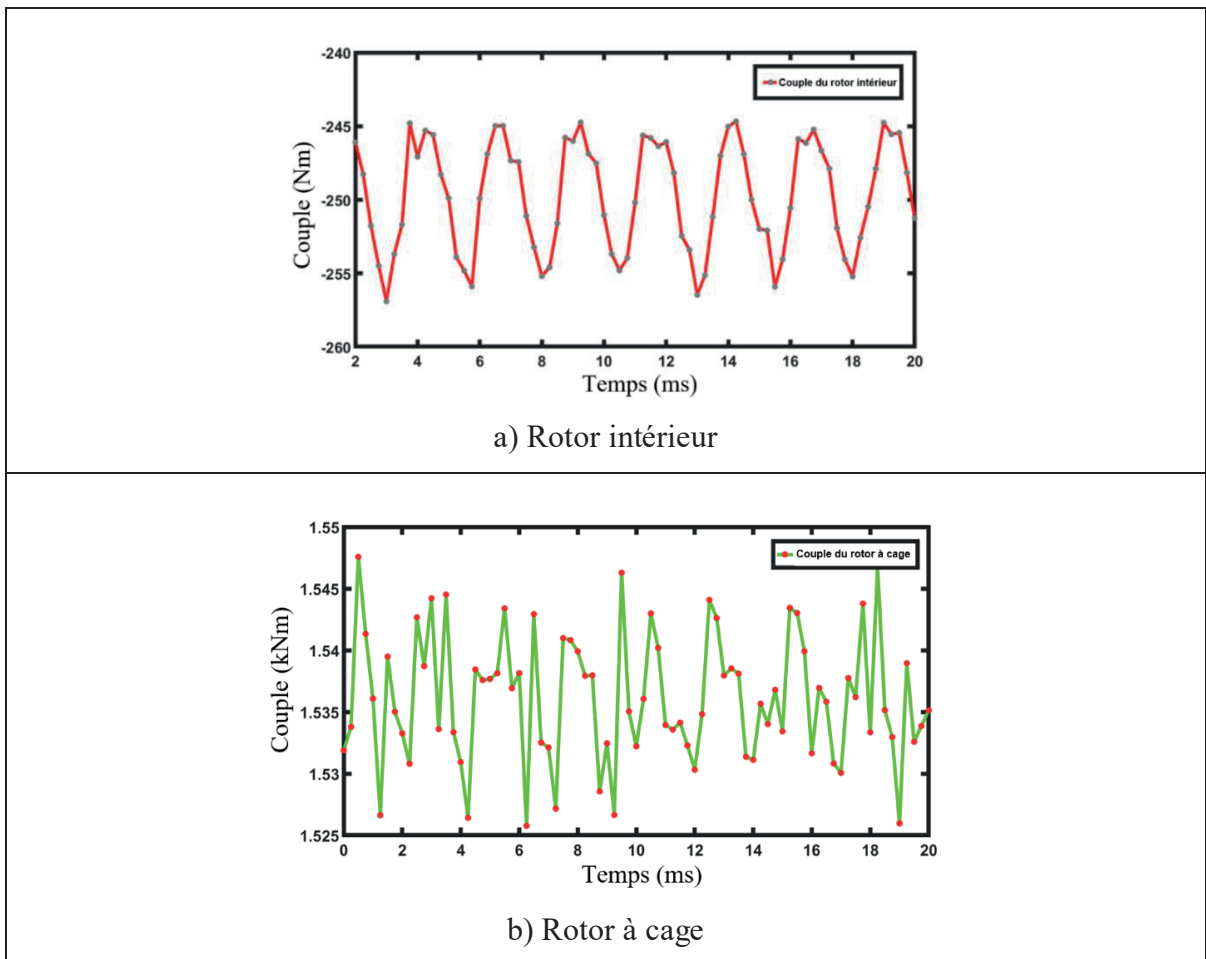 -240
-245
-250
-255
-260
Couple (Nm)
Couple du rotor intérieur
2 4 6 8 10 12 14 16 18 20
Temps (ms)
a) Rotor intérieur
1.55
1.545
1.54
1.535
1.53
1.525
Couple (kNm)
Couple du rotor à cage
0 2 4 6 8 10 12 14 16 18 20
Temps (ms)
b) Rotor à cage